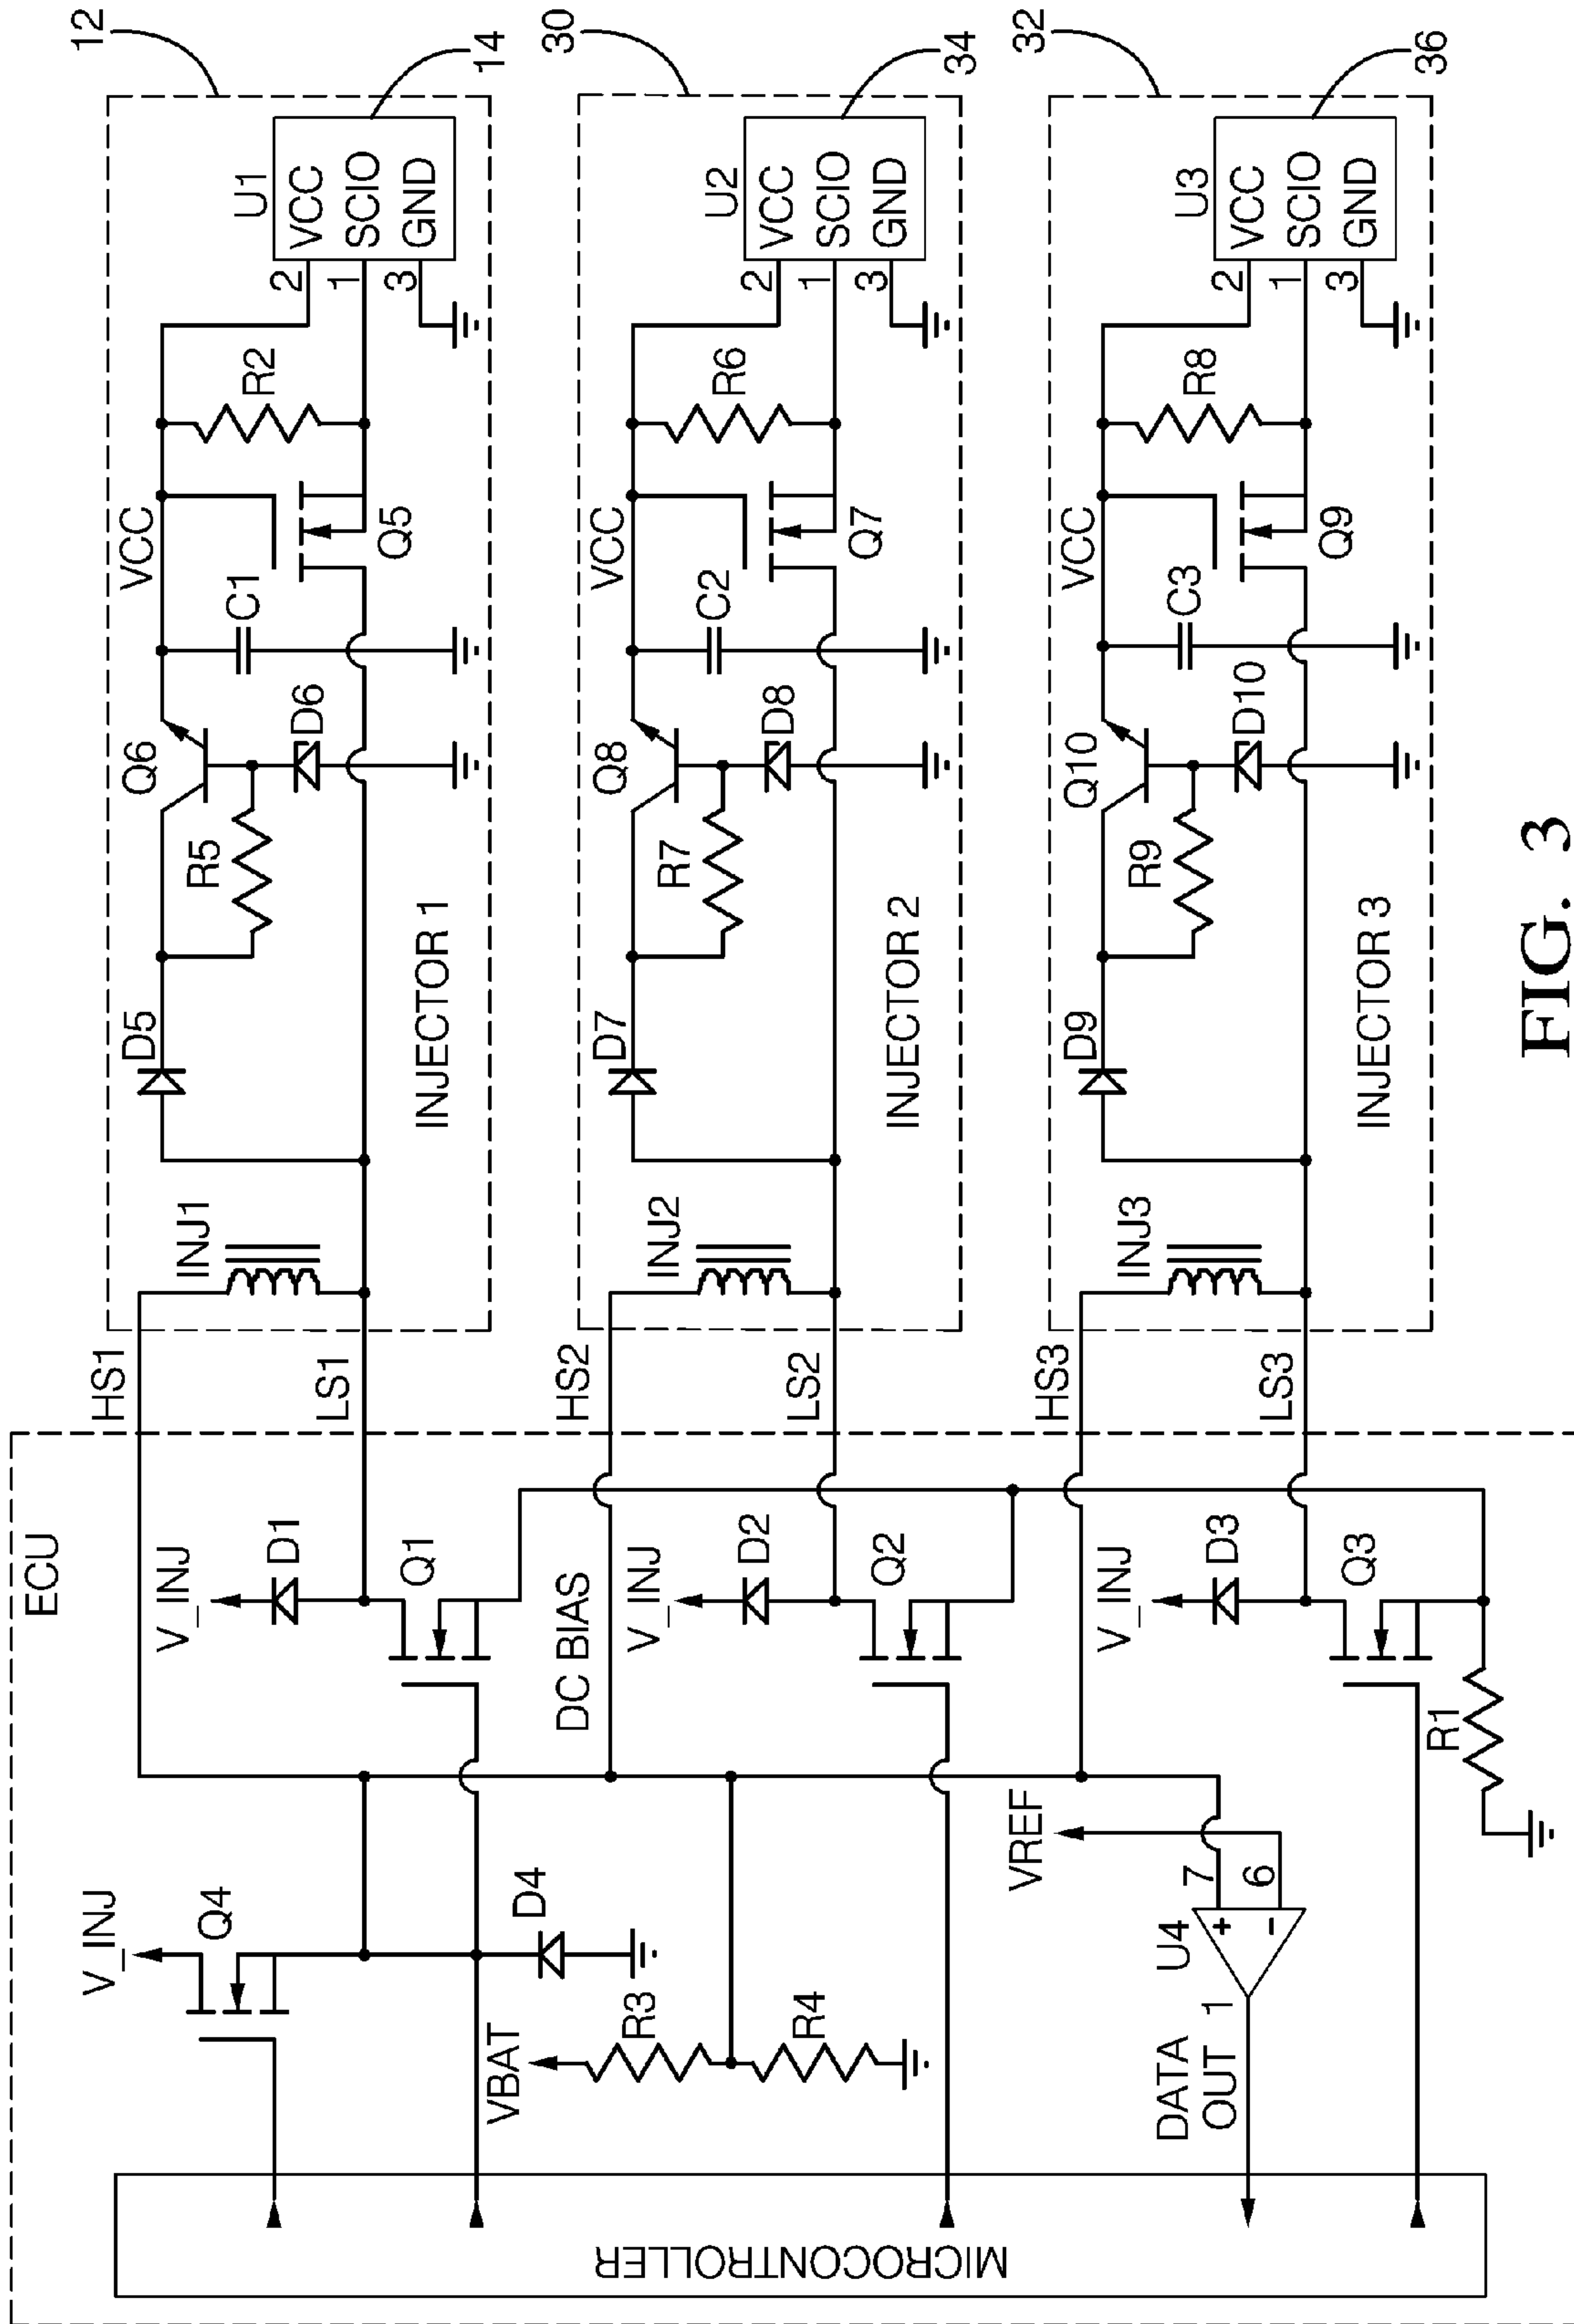 12
14
U1
VCC
SCIO
GND
2
1
3
VCC
R2
Q5
C1
Q6
D6
R5
D5
INJECTOR 1
INJ1
HS1
LS1
30
34
U2
VCC
SCIO
GND
2
1
3
VCC
R6
Q7
C2
Q8
D8
R7
D7
INJECTOR 2
INJ2
HS2
LS2
32
36
U3
VCC
SCIO
GND
2
1
3
VCC
R8
Q9
C3
Q10
D10
R9
D9
INJECTOR 3
INJ3
HS3
LS3
ECU
V_INJ
D1
Q1
DC BIAS
V_INJ
D2
Q2
V_INJ
D3
Q3
R1
V_INJ
Q4
D4
VBAT
R3
R4
VREF
7
6
+
-
U4
1
DATA
OUT
MICROCONTROLLER
FIG. 3